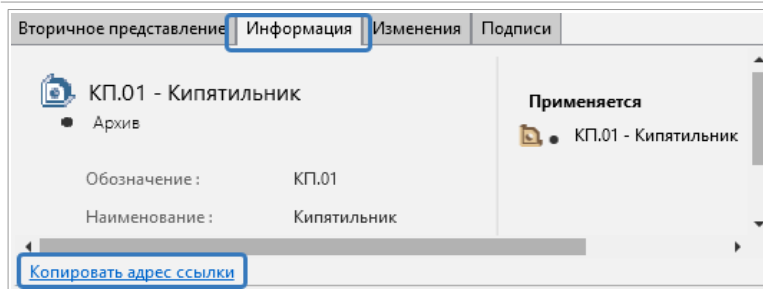 Вторичное представление Информация Изменения Подписи
КП.01 - Кипятильник
Архив
Обозначение: КП.01
Наименование: Кипятильник
Применяется
КП.01 - Кипятильник
Копировать адрес ссылки